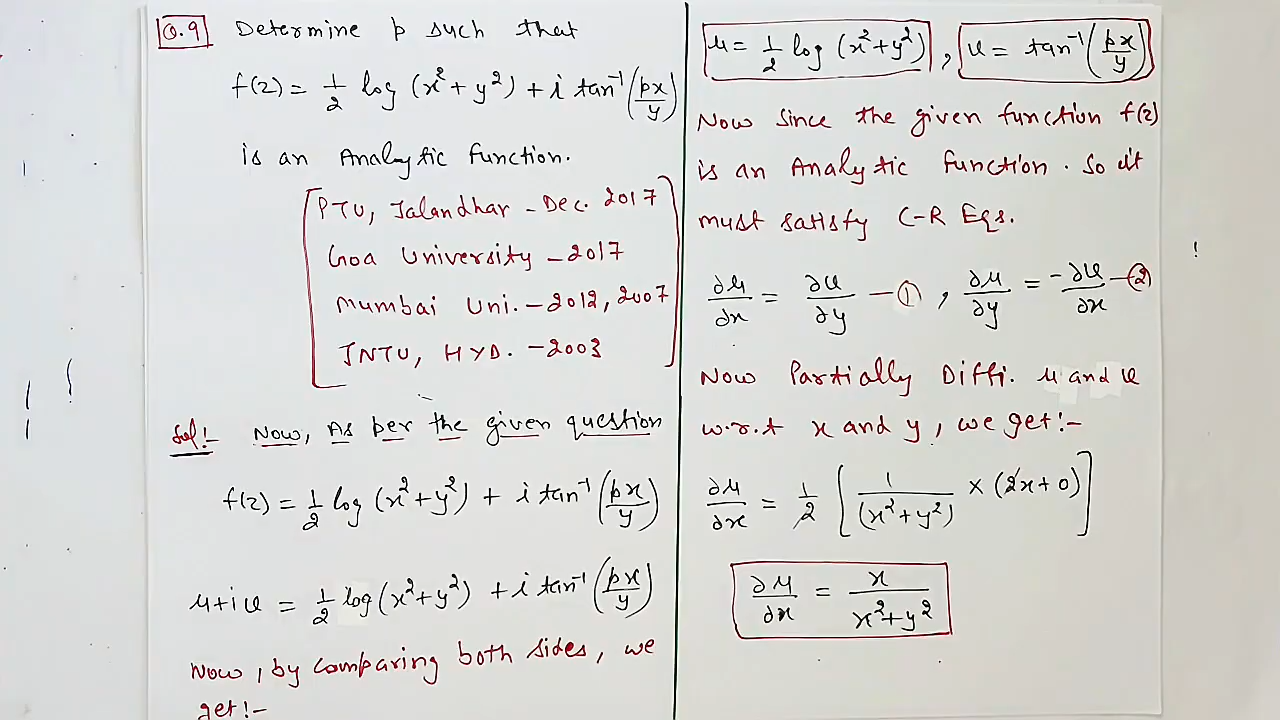 Q.9 Determine p such that
f(z) = 1/2 log (x² + y²) + i tan⁻¹ (px/y)
is an Analytic function.
[PTU, Jalandhar - Dec. 2017
Goa University - 2017
Mumbai Uni. - 2012, 2007
JNTU, HYD. - 2003]
Sol:- Now, As per the given question
f(z) = 1/2 log (x² + y²) + i tan⁻¹ (px/y)
u + iv = 1/2 log (x² + y²) + i tan⁻¹ (px/y)
Now, by comparing both sides, we
get:-
u = 1/2 log (x² + y²) , v = tan⁻¹ (px/y)
Now since the given function f(z)
is an Analytic function. So it
must satisfy C-R Eqs.
∂u/∂x = ∂v/∂y — ① , ∂u/∂y = -∂v/∂x — ②
Now Partially Diffi. u and v
w.r.t x and y, we get:-
∂u/∂x = 1/2 [1/(x² + y²) × (2x + 0)]
∂u/∂x = x/(x² + y²)